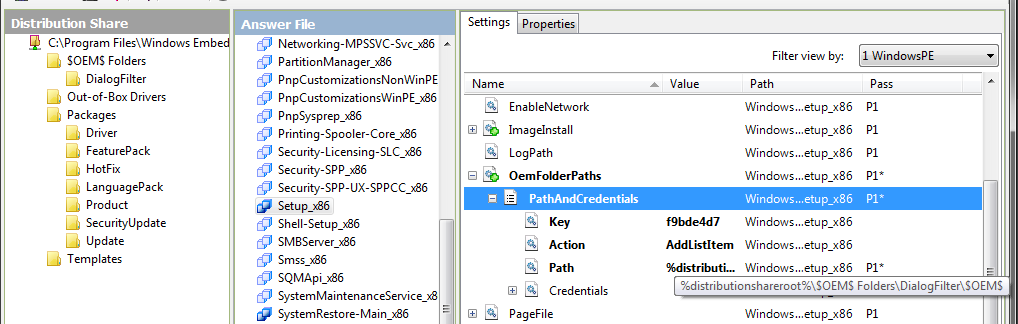 Distribution Share
C:\Program Files\Windows Embed
$OEM$ Folders
DialogFilter
Out-of-Box Drivers
Packages
Driver
FeaturePack
HotFix
LanguagePack
Product
SecurityUpdate
Update
Templates
Answer File
Networking-MPSSVC-Svc_x86
PartitionManager_x86
PnpCustomizationsNonWinPE
PnpCustomizationsWinPE_x86
PnpSysprep_x86
Printing-Spooler-Core_x86
Security-Licensing-SLC_x86
Security-SPP_x86
Security-SPP-UX-SPPCC_x86
Setup_x86
Shell-Setup_x86
SMBServer_x86
Smss_x86
SQMApi_x86
SystemMaintenanceService_x8
SystemRestore-Main_x86
Settings Properties
Filter view by: 1 WindowsPE
Name Value Path Pass
EnableNetwork Windows...etup_x86 P1
ImageInstall Windows...etup_x86 P1
LogPath Windows...etup_x86 P1
OemFolderPaths Windows...etup_x86 P1*
PathAndCredentials Windows...etup_x86 P1*
Key f9bde4d7 Windows...etup_x86
Action AddListItem Windows...etup_x86
Path %distributi... Windows...etup_x86 P1*
%distributionshareroot%\$OEM$ Folders\DialogFilter\$OEM$
Credentials
PageFile Windows...etup_x86 P1